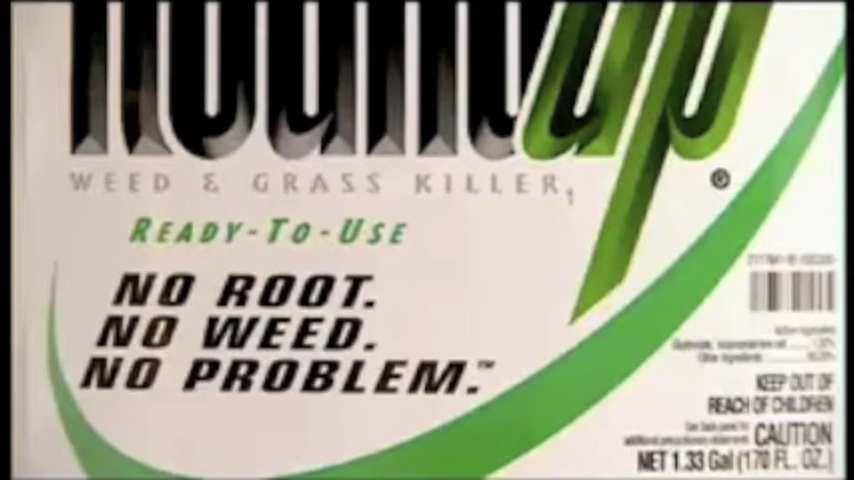 Roundup
WEED & GRASS KILLER1
®
READY-TO-USE
NO ROOT.
NO WEED.
NO PROBLEM.™
KEEP OUT OF
REACH OF CHILDREN
CAUTION
NET 1.33 Gal (170 FL. OZ.)